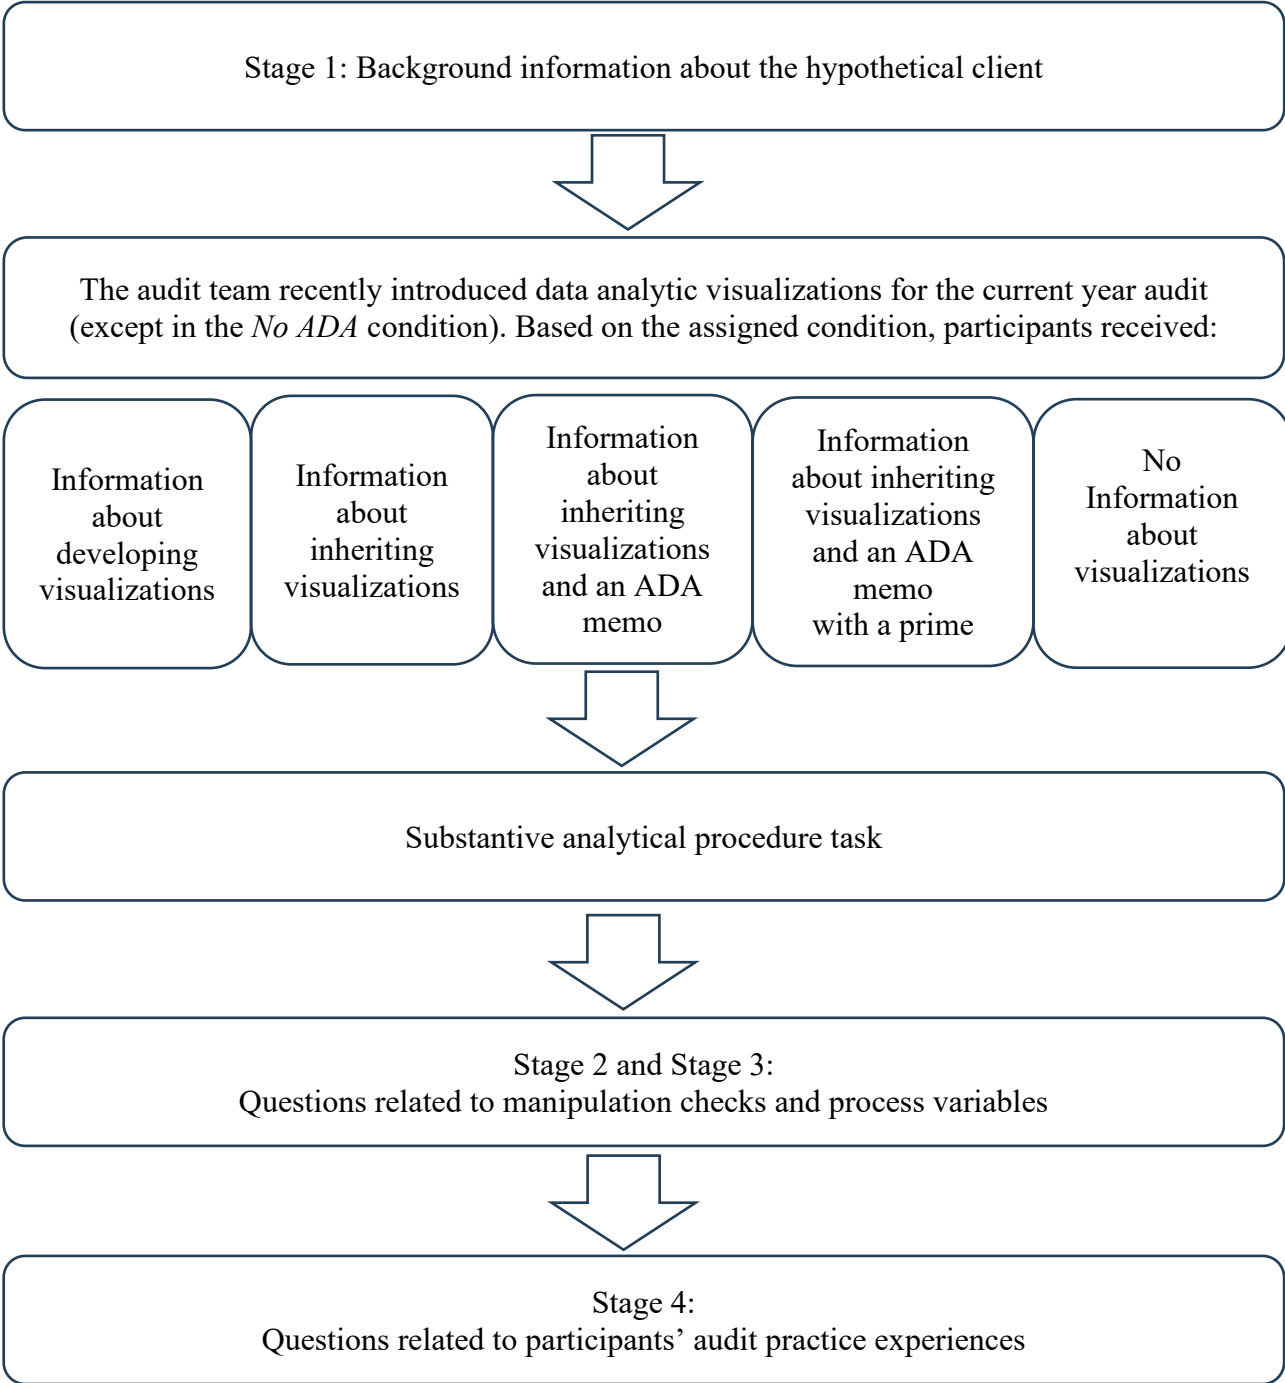 Stage 1: Background information about the hypothetical client
The audit team recently introduced data analytic visualizations for the current year audit
(except in the No ADA condition). Based on the assigned condition, participants received:
Information
about
developing
visualizations
Information
about
inheriting
visualizations
Information
about
inheriting
visualizations
and an ADA
memo
Information
about inheriting
visualizations
and an ADA
memo
with a prime
No
Information
about
visualizations
Substantive analytical procedure task
Stage 2 and Stage 3:
Questions related to manipulation checks and process variables
Stage 4:
Questions related to participants’ audit practice experiences